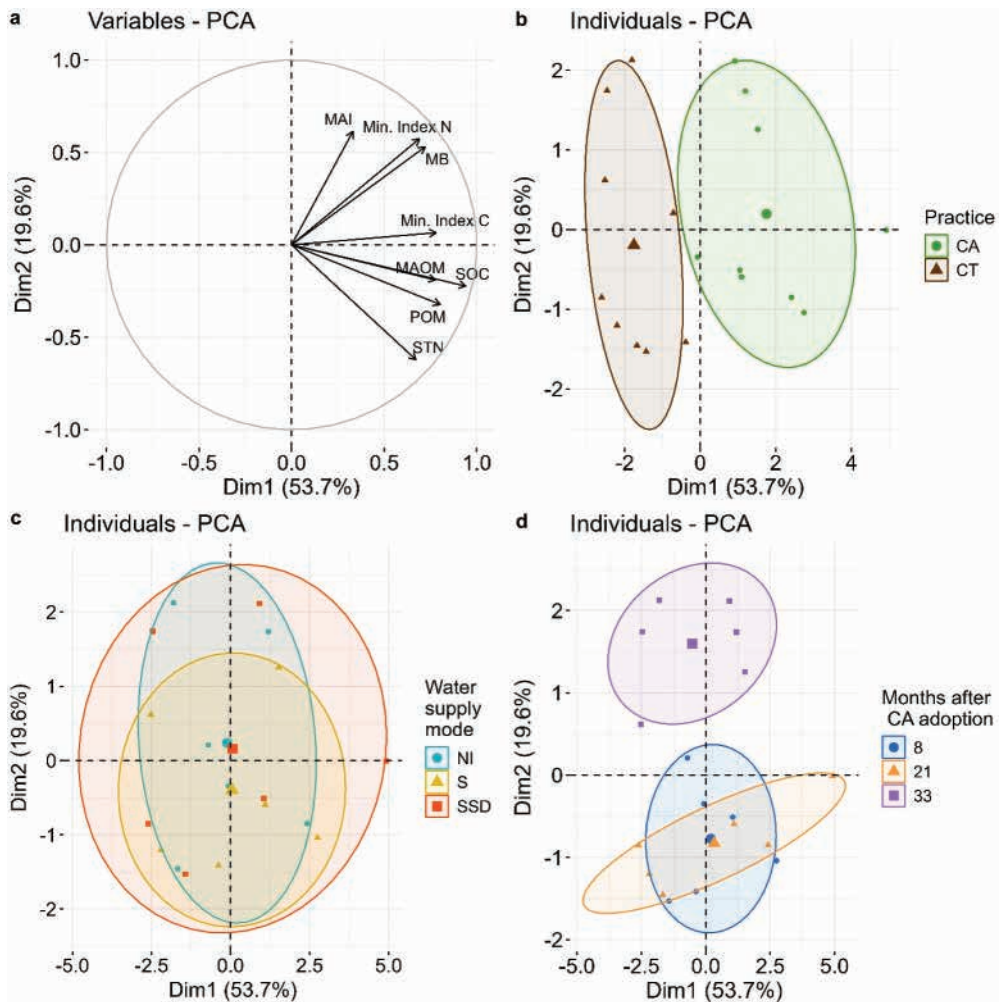 a Variables - PCA
1.0
0.5
0.0
-0.5
-1.0
Dim2 (19.6%)
MAI
Min. Index N
MB
Min. Index C
MAOM
SOC
POM
STN
-1.0 -0.5 0.0 0.5 1.0
Dim1 (53.7%)
b Individuals - PCA
2
1
0
-1
-2
Dim2 (19.6%)
-2 0 2 4
Dim1 (53.7%)
Practice
CA
CT
c Individuals - PCA
2
1
0
-1
-2
Dim2 (19.6%)
-5.0 -2.5 0.0 2.5 5.0
Dim1 (53.7%)
Water
supply
mode
NI
S
SSD
d Individuals - PCA
2
1
0
-1
-2
Dim2 (19.6%)
-5.0 -2.5 0.0 2.5 5.0
Dim1 (53.7%)
Months after
CA adoption
8
21
33